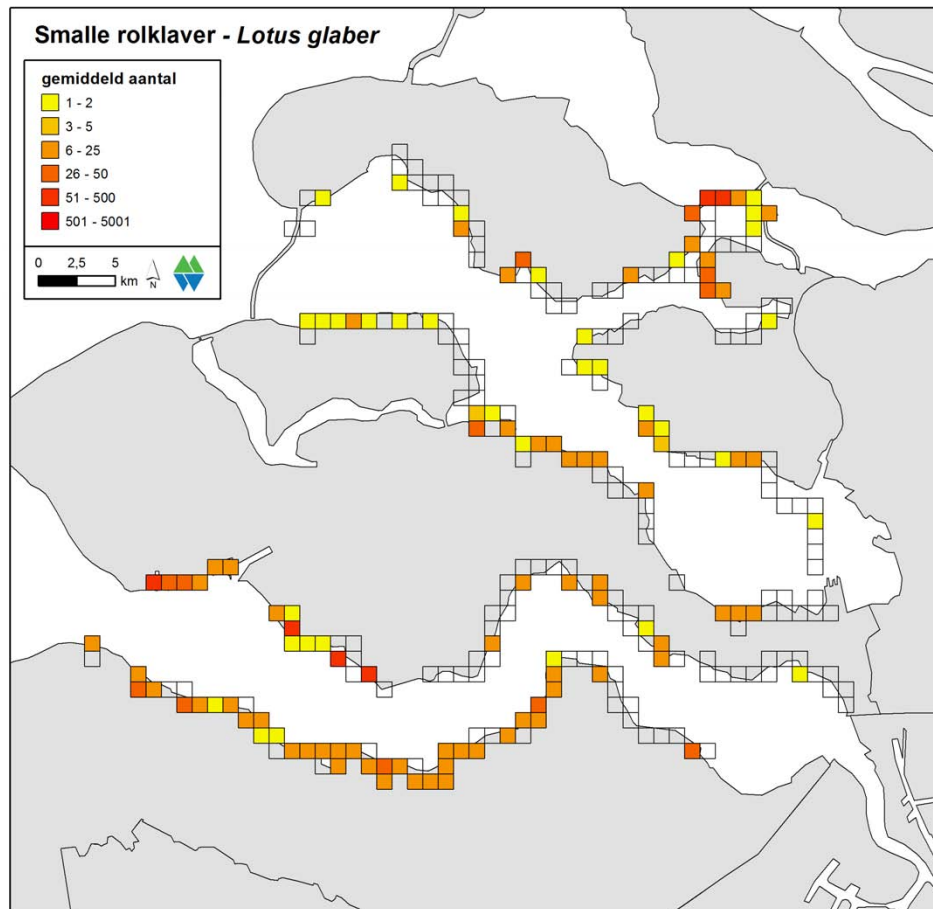 Smalle rolklaver - Lotus glaber
gemiddeld aantal
1 - 2
3 - 5
6 - 25
26 - 50
51 - 500
501 - 5001
0 2,5 5
km
N